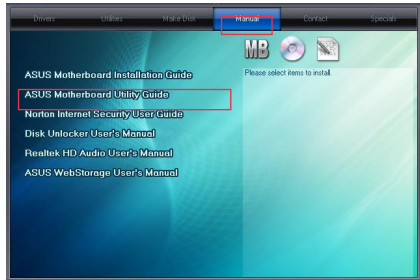 Drivers Utilities Make Disk Manual Contact Specials
MB
Please select items to install.
ASUS Motherboard Installation Guide
ASUS Motherboard Utility Guide
Norton Internet Security User Guide
Disk Unlocker User's Manual
Realtek HD Audio User's Manual
ASUS WebStorage User's Manual